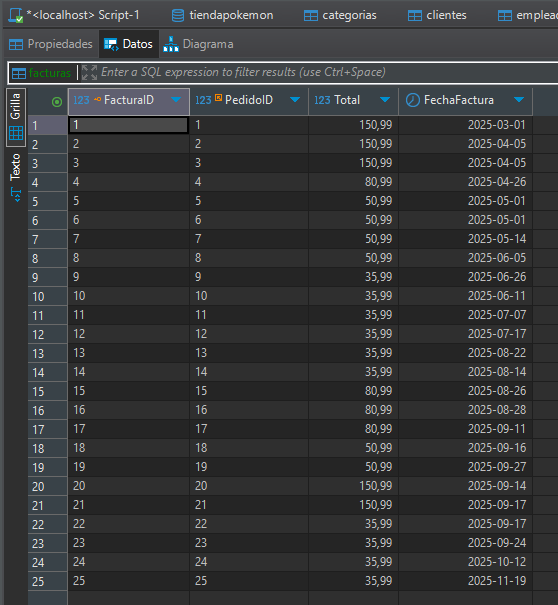 *<localhost> Script-1 tiendapokemon categorias clientes emplead
Propiedades Datos Diagrama
facturas Enter a SQL expression to filter results (use Ctrl+Space)
Grilla
Texto
123 FacturaID 123 PedidoID 123 Total FechaFactura
1 1 1 150,99 2025-03-01
2 2 2 150,99 2025-04-05
3 3 3 150,99 2025-04-05
4 4 4 80,99 2025-04-26
5 5 5 50,99 2025-05-01
6 6 6 50,99 2025-05-01
7 7 7 50,99 2025-05-14
8 8 8 50,99 2025-06-05
9 9 9 35,99 2025-06-26
10 10 10 35,99 2025-06-11
11 11 11 35,99 2025-07-07
12 12 12 35,99 2025-07-17
13 13 13 35,99 2025-08-22
14 14 14 35,99 2025-08-14
15 15 15 80,99 2025-08-26
16 16 16 80,99 2025-08-28
17 17 17 80,99 2025-09-11
18 18 18 50,99 2025-09-16
19 19 19 50,99 2025-09-27
20 20 20 150,99 2025-09-14
21 21 21 150,99 2025-09-17
22 22 22 35,99 2025-09-17
23 23 23 35,99 2025-09-24
24 24 24 35,99 2025-10-12
25 25 25 35,99 2025-11-19